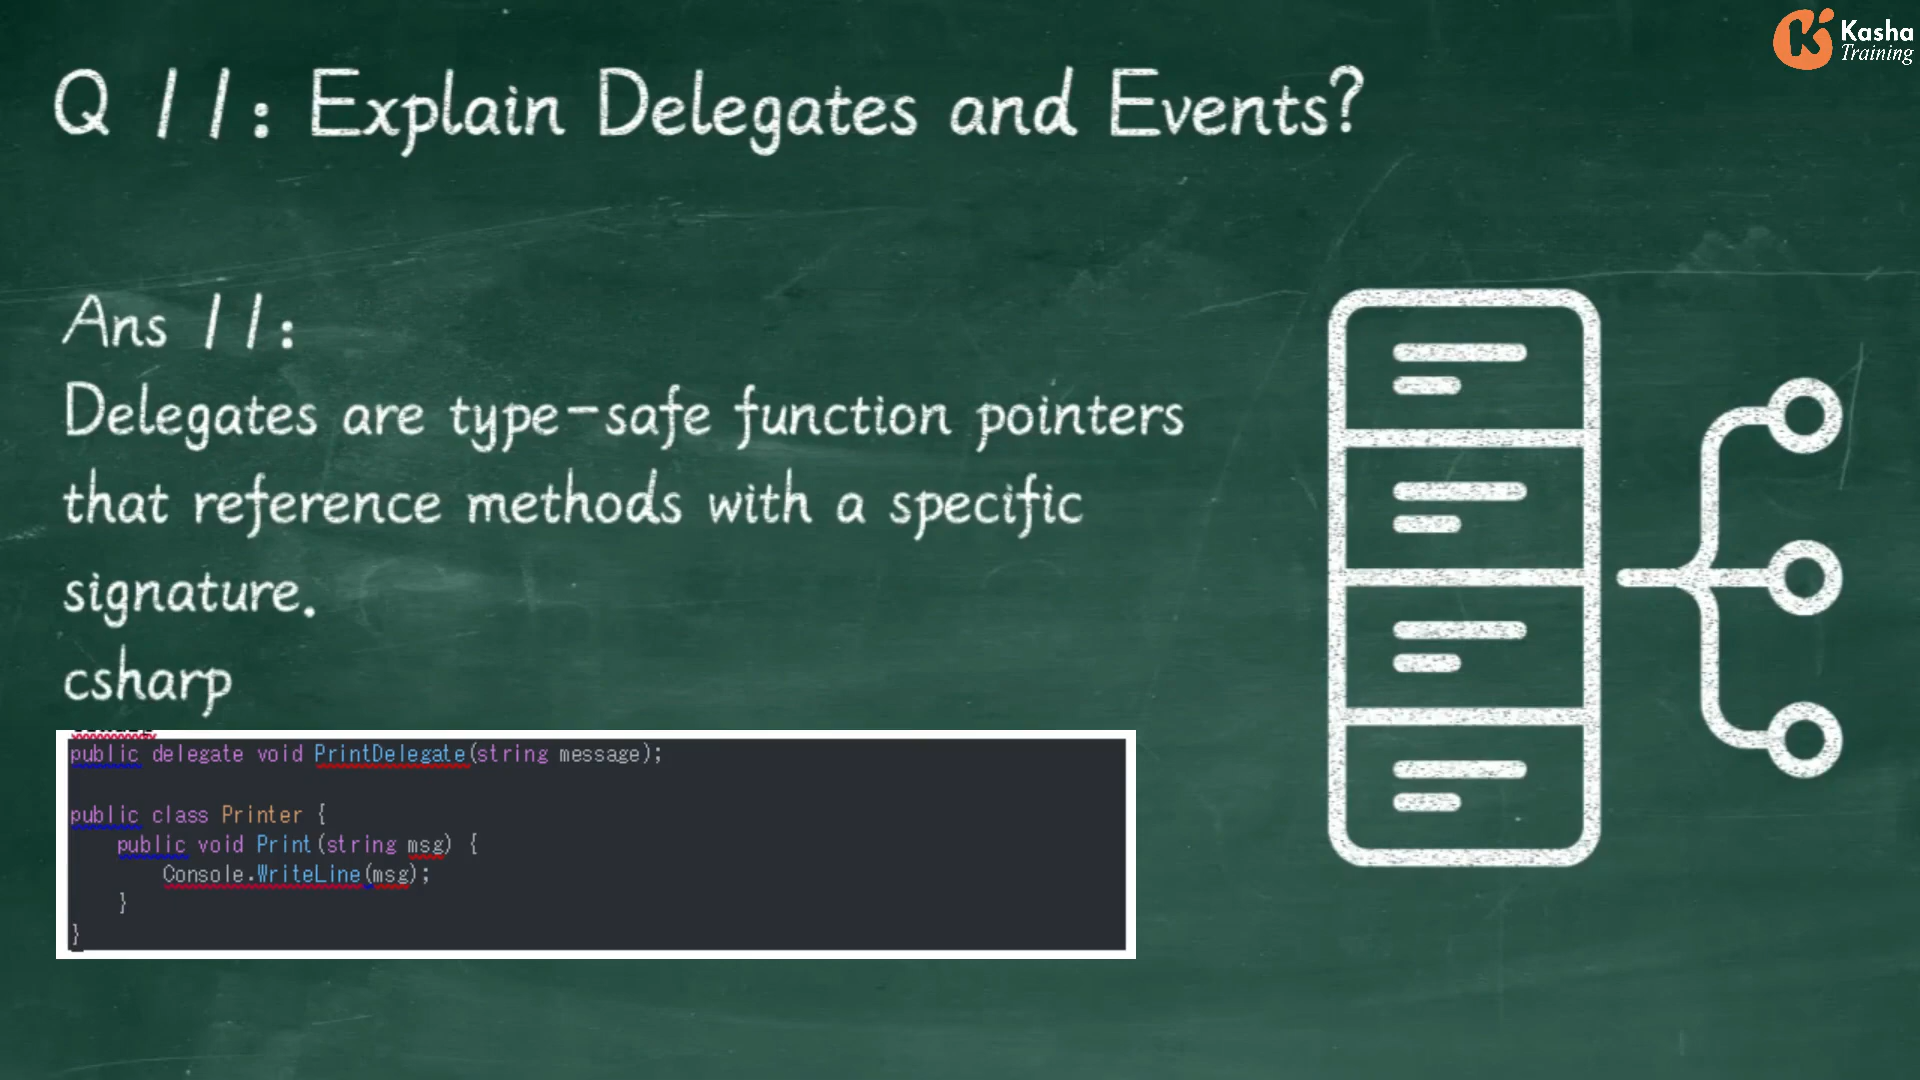 Kasha
Training
Q 11: Explain Delegates and Events?
Ans 11:
Delegates are type-safe function pointers
that reference methods with a specific
signature.
csharp
public delegate void PrintDelegate(string message);
public class Printer {
public void Print(string msg) {
Console.WriteLine(msg);
}
}